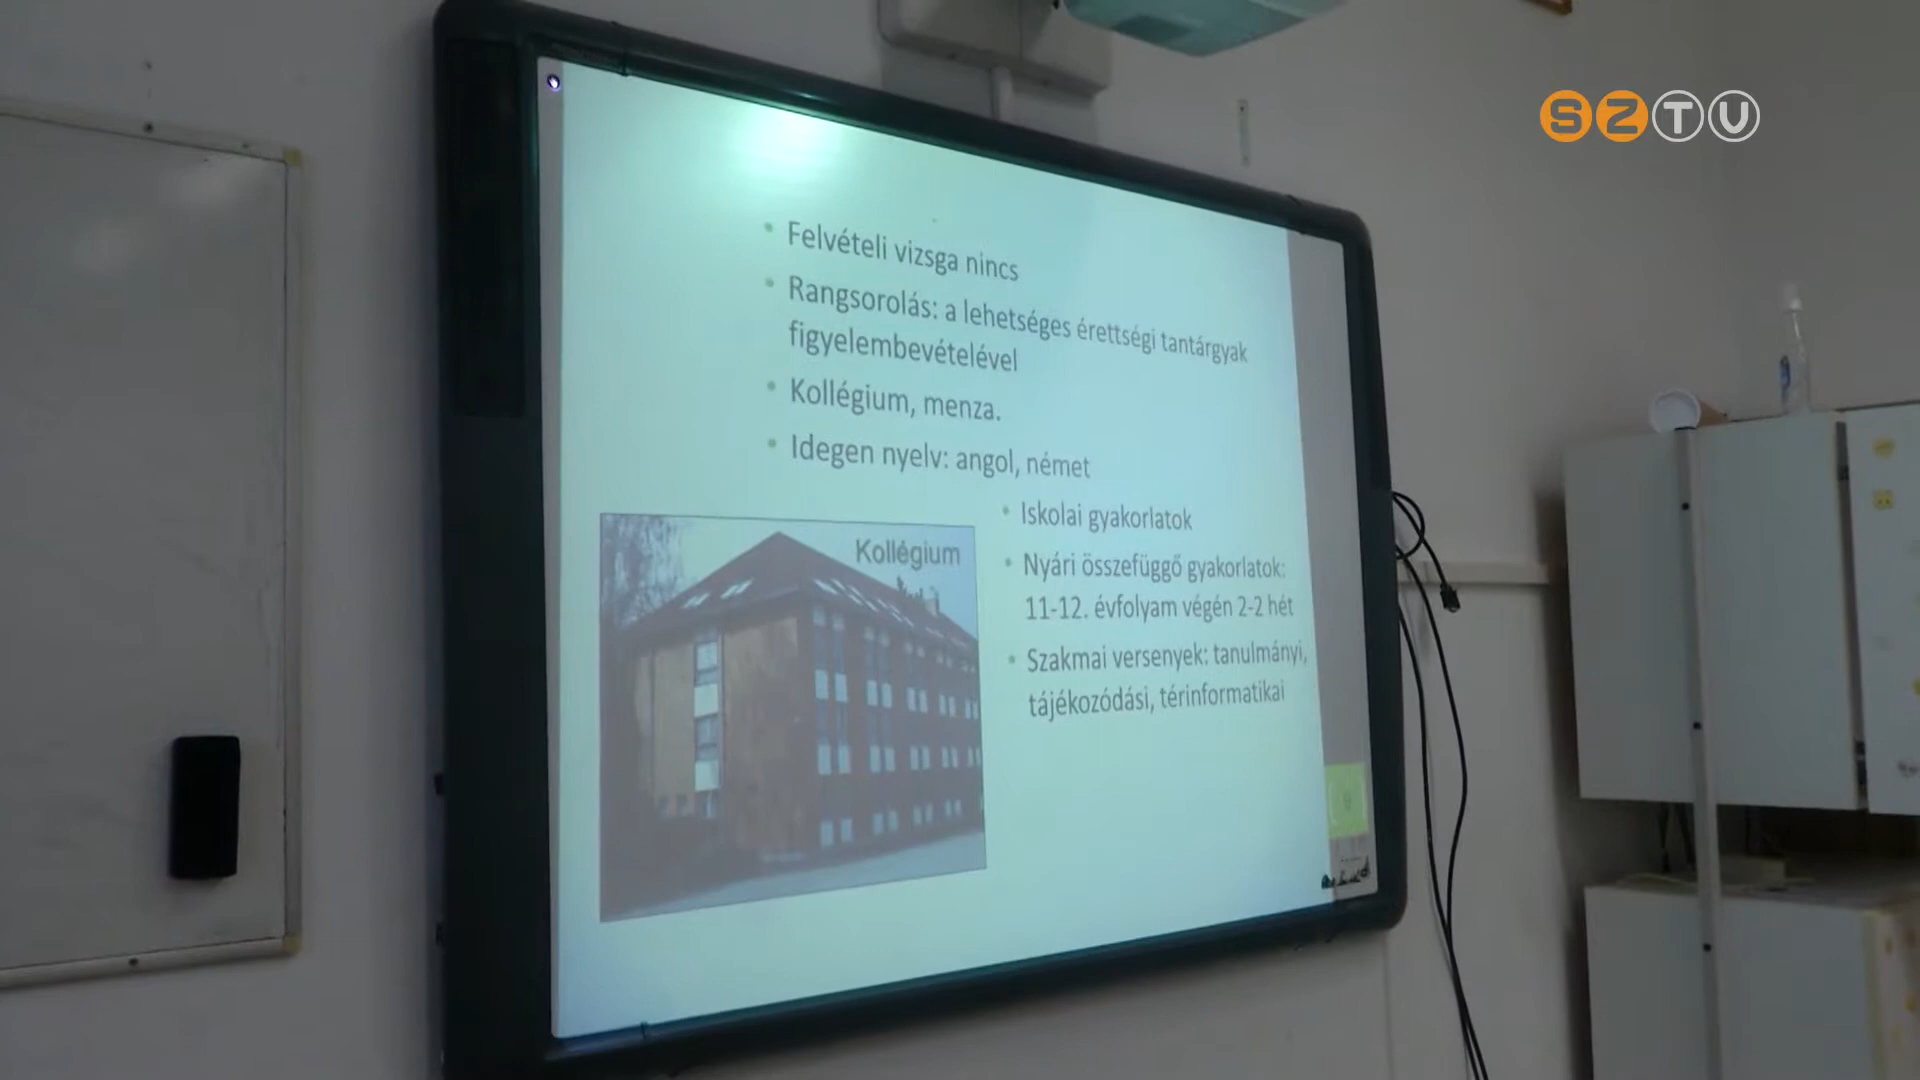 SZTU
• Felvételi vizsga nincs
• Rangsorolás: a lehetséges érettségi tantárgyak
figyelembevételével
• Kollégium, menza.
• Idegen nyelv: angol, német
• Iskolai gyakorlatok
Kollégium
• Nyári összefüggő gyakorlatok:
11-12. évfolyam végén 2-2 hét
• Szakmai versenyek: tanulmányi,
tájékozódási, térinformatikai